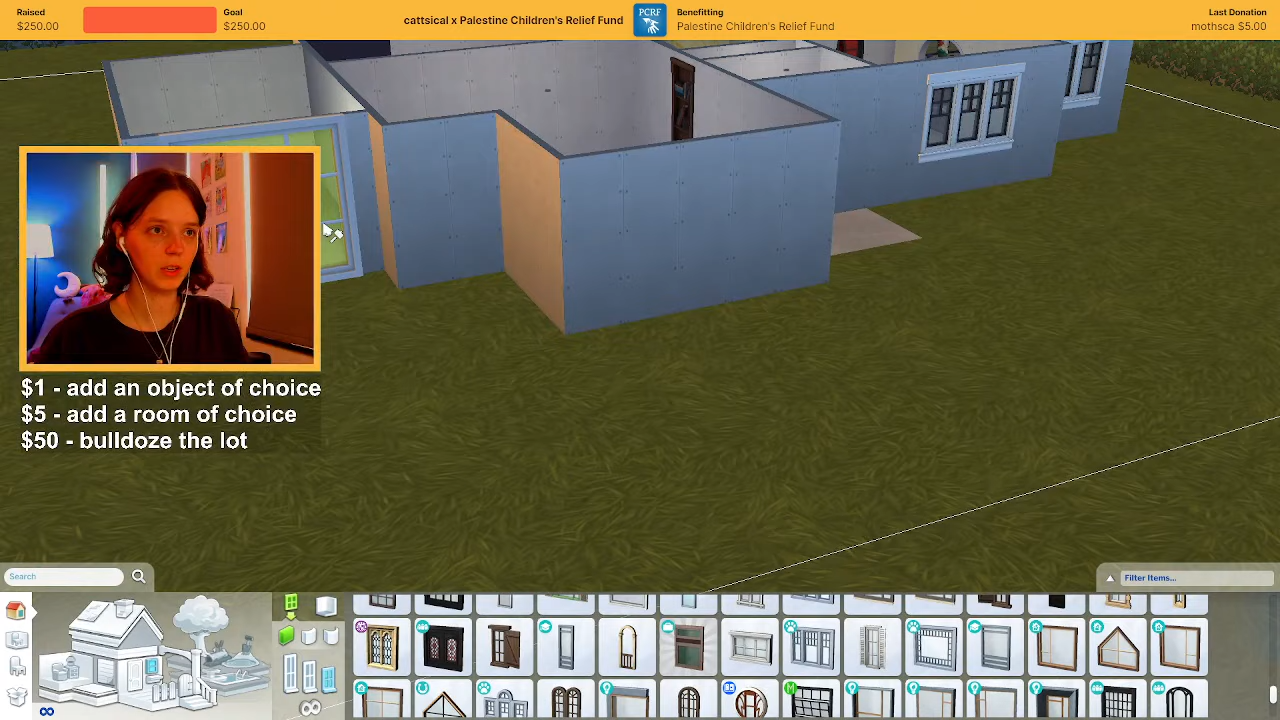 Raised
$250.00
Goal
$250.00
cattsical x Palestine Children's Relief Fund
PCRF
Benefitting
Palestine Children's Relief Fund
Last Donation
mothsca $5.00
$1 - add an object of choice
$5 - add a room of choice
$50 - bulldoze the lot
Search
Filter Items...